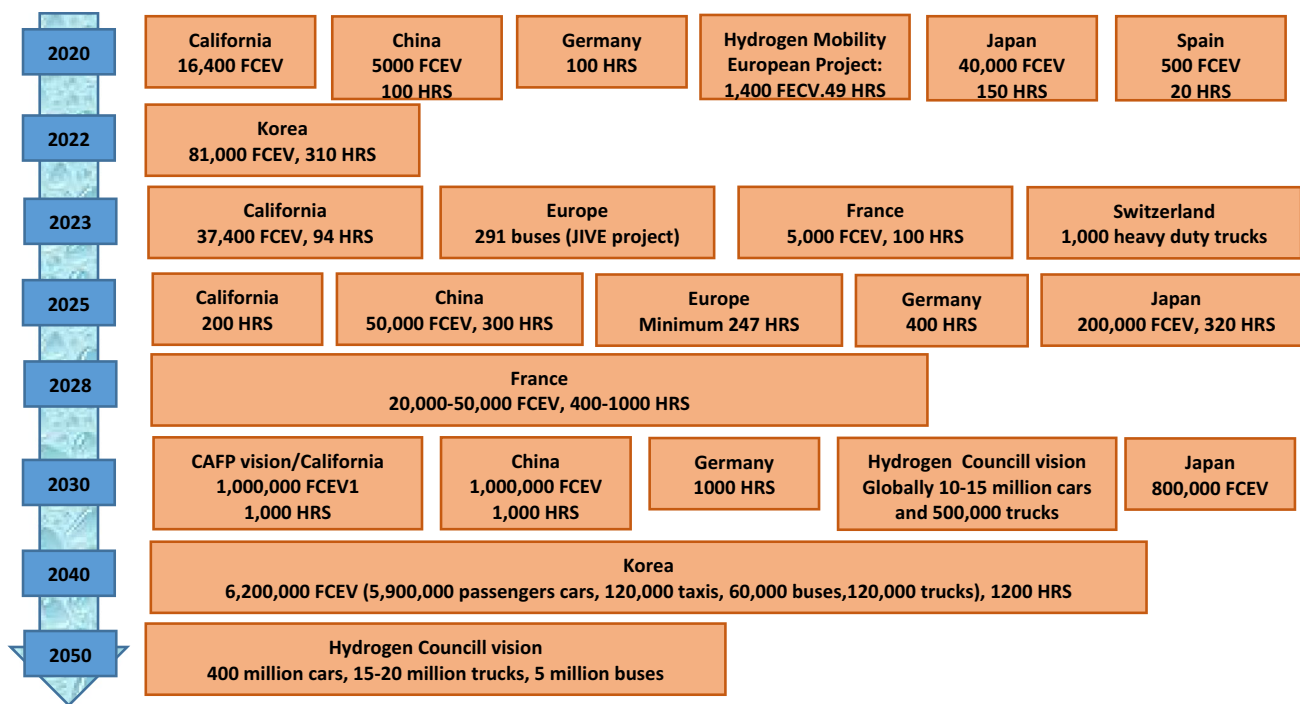 2020
California
16,400 FCEV
China
5000 FCEV
100 HRS
Germany
100 HRS
Hydrogen Mobility
European Project:
1,400 FECV.49 HRS
Japan
40,000 FCEV
150 HRS
Spain
500 FCEV
20 HRS
2022
Korea
81,000 FCEV, 310 HRS
2023
California
37,400 FCEV, 94 HRS
Europe
291 buses (JIVE project)
France
5,000 FCEV, 100 HRS
Switzerland
1,000 heavy duty trucks
2025
California
200 HRS
China
50,000 FCEV, 300 HRS
Europe
Minimum 247 HRS
Germany
400 HRS
Japan
200,000 FCEV, 320 HRS
2028
France
20,000-50,000 FCEV, 400-1000 HRS
2030
CAFP vision/California
1,000,000 FCEV1
1,000 HRS
China
1,000,000 FCEV
1,000 HRS
Germany
1000 HRS
Hydrogen Councill vision
Globally 10-15 million cars
and 500,000 trucks
Japan
800,000 FCEV
2040
Korea
6,200,000 FCEV (5,900,000 passengers cars, 120,000 taxis, 60,000 buses,120,000 trucks), 1200 HRS
2050
Hydrogen Councill vision
400 million cars, 15-20 million trucks, 5 million buses